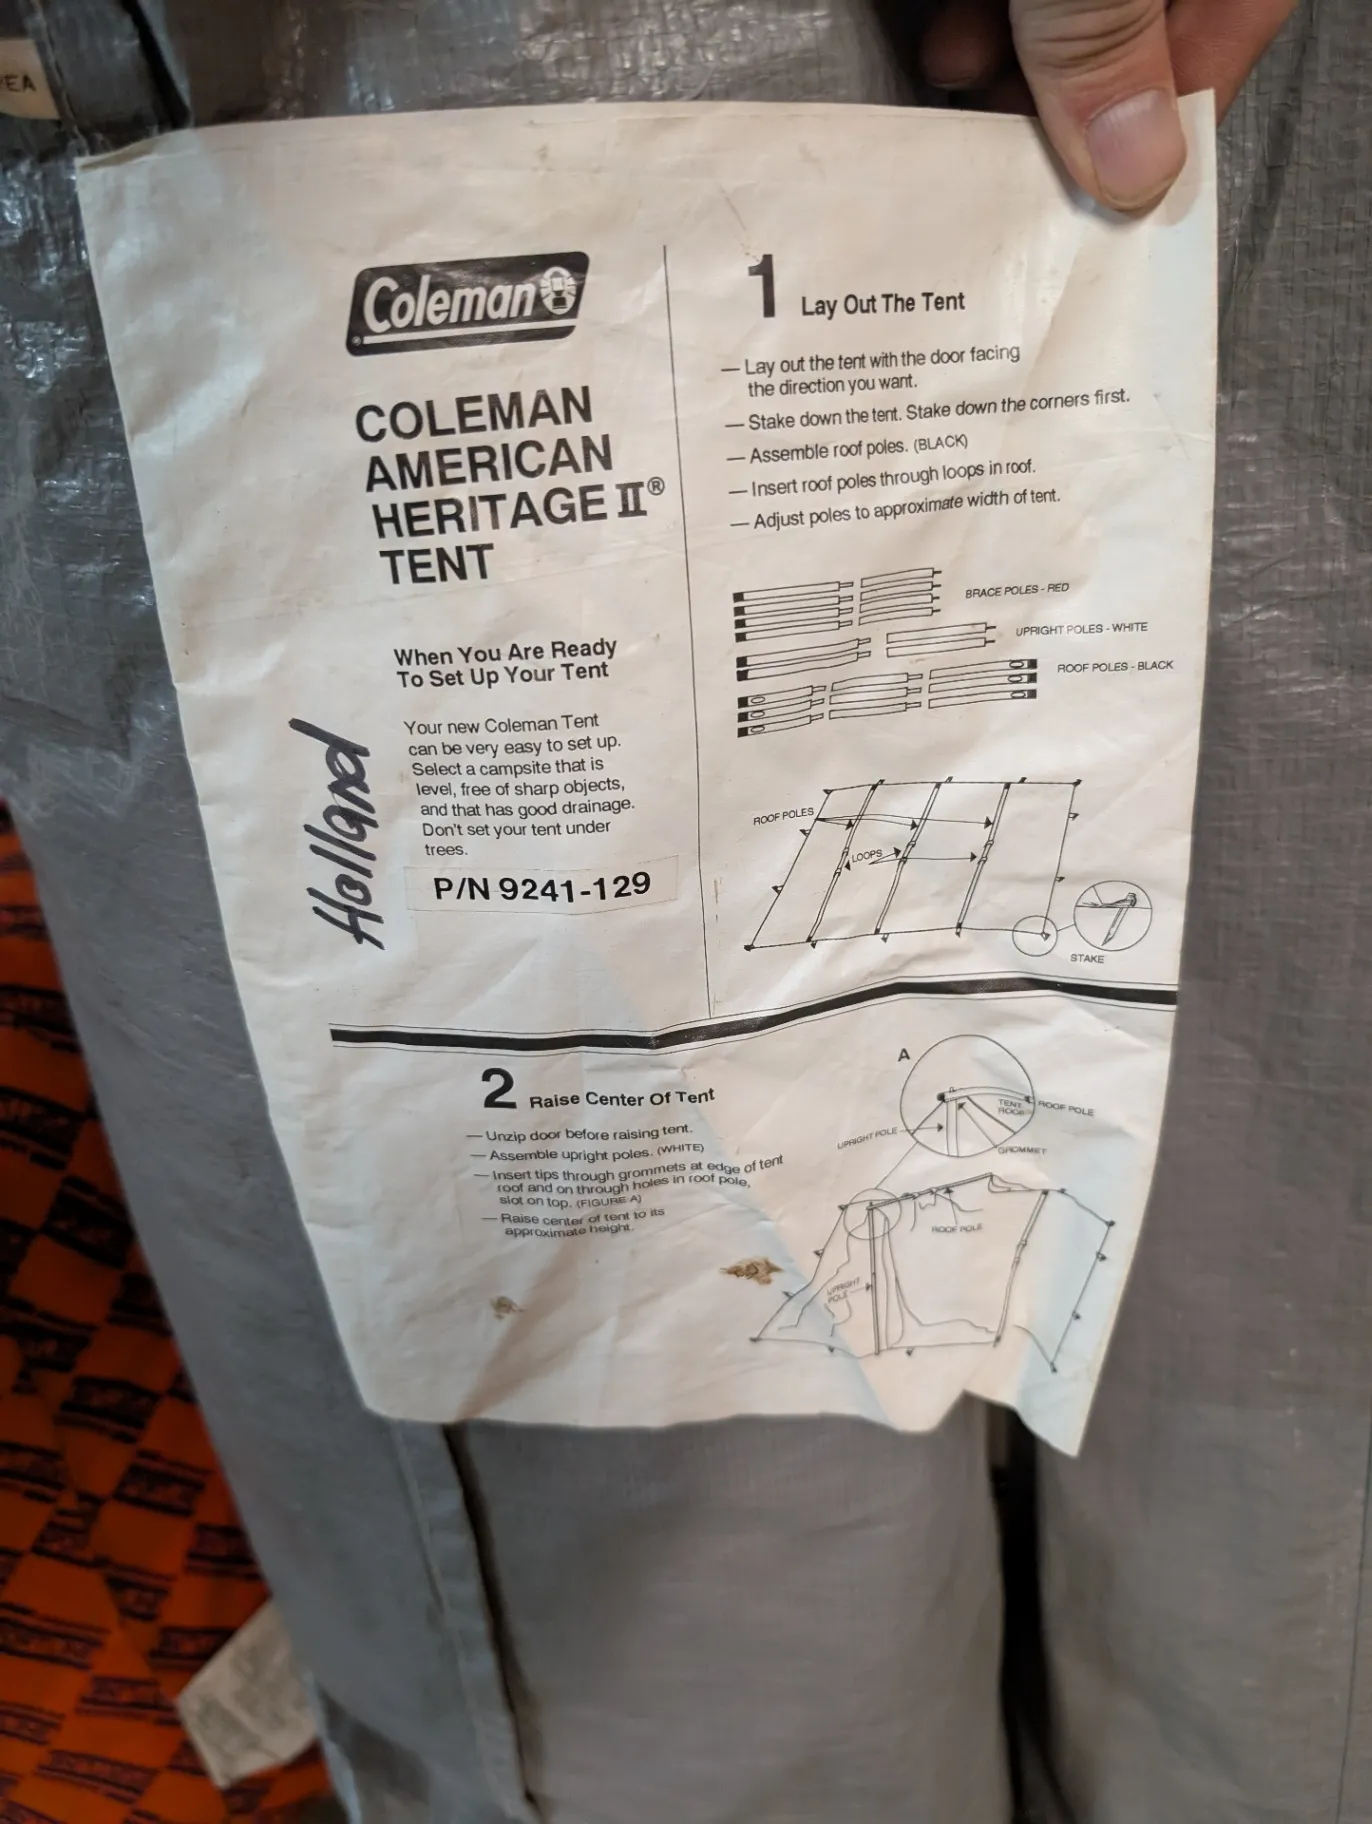 EA
Coleman
®
COLEMAN
AMERICAN
HERITAGE II®
TENT
When You Are Ready
To Set Up Your Tent
Your new Coleman Tent
can be very easy to set up.
Select a campsite that is
level, free of sharp objects,
and that has good drainage.
Don't set your tent under
trees.
P/N 9241-129
Holland
1 Lay Out The Tent
— Lay out the tent with the door facing
the direction you want.
— Stake down the tent. Stake down the corners first.
— Assemble roof poles. (BLACK)
— Insert roof poles through loops in roof.
— Adjust poles to approximate width of tent.
BRACE POLES - RED
UPRIGHT POLES - WHITE
ROOF POLES - BLACK
ROOF POLES
LOOPS
STAKE
2 Raise Center Of Tent
— Unzip door before raising tent.
— Assemble upright poles. (WHITE)
— Insert tips through grommets at edge of tent
roof and on through holes in roof pole,
slot on top. (FIGURE A)
— Raise center of tent to its
approximate height.
A
TENT
ROOF
ROOF POLE
UPRIGHT POLE
GROMMET
ROOF POLE
UPRIGHT
POLE